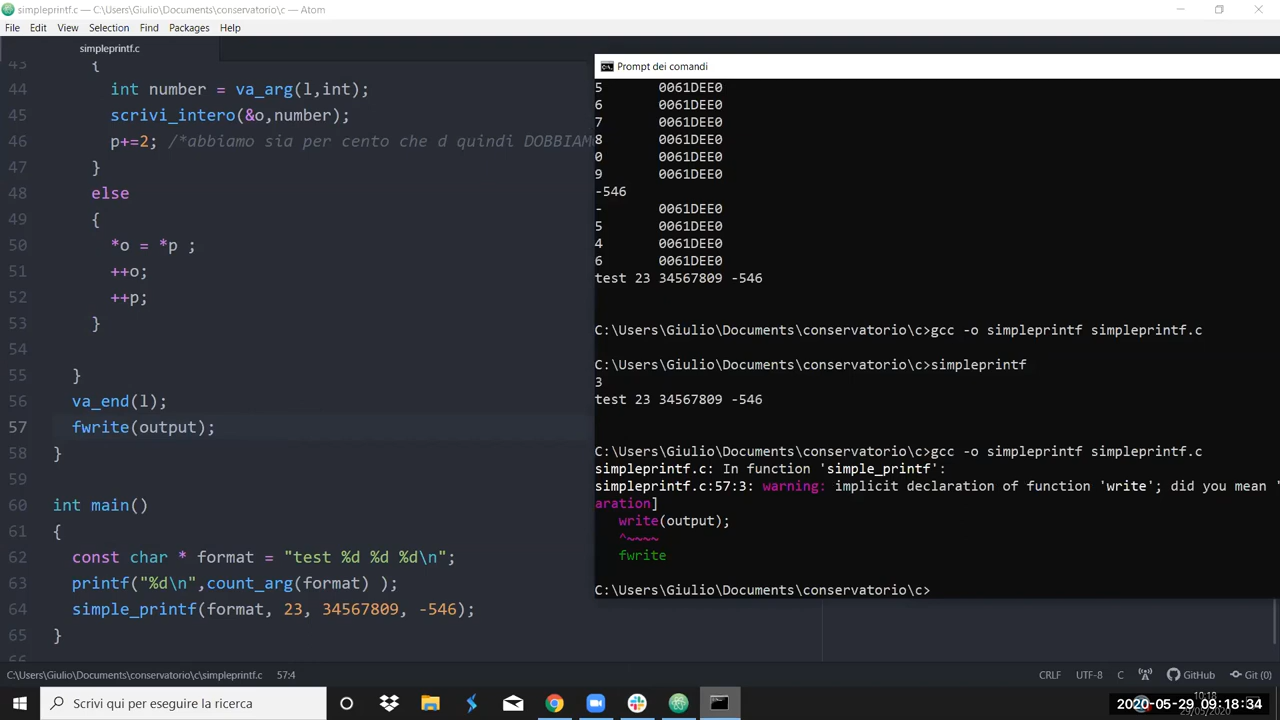 simpleprintf.c — C:\Users\Giulio\Documents\conservatorio\c — Atom
File Edit View Selection Find Packages Help
simpleprintf.c
43 {
44 int number = va_arg(l,int);
45 scrivi_intero(&o,number);
46 p+=2; /*abbiamo sia per cento che d quindi DOBBIAMO
47 }
48 else
49 {
50 *o = *p ;
51 ++o;
52 ++p;
53 }
54
55 }
56 va_end(l);
57 fwrite(output);
58 }
59
60 int main()
61 {
62 const char * format = "test %d %d %d\n";
63 printf("%d\n",count_arg(format) );
64 simple_printf(format, 23, 34567809, -546);
65 }
66
Prompt dei comandi
5 0061DEE0
6 0061DEE0
7 0061DEE0
8 0061DEE0
0 0061DEE0
9 0061DEE0
-546
- 0061DEE0
5 0061DEE0
4 0061DEE0
6 0061DEE0
test 23 34567809 -546
C:\Users\Giulio\Documents\conservatorio\c>gcc -o simpleprintf simpleprintf.c
C:\Users\Giulio\Documents\conservatorio\c>simpleprintf
3
test 23 34567809 -546
C:\Users\Giulio\Documents\conservatorio\c>gcc -o simpleprintf simpleprintf.c
simpleprintf.c: In function 'simple_printf':
simpleprintf.c:57:3: warning: implicit declaration of function 'write'; did you mean '
aration]
write(output);
^~~~~
fwrite
C:\Users\Giulio\Documents\conservatorio\c>
C:\Users\Giulio\Documents\conservatorio\c\simpleprintf.c 57:4 CRLF UTF-8 C GitHub Git (0)
Scrivi qui per eseguire la ricerca
10:18
29/05/2020
2020-05-29 09:18:34